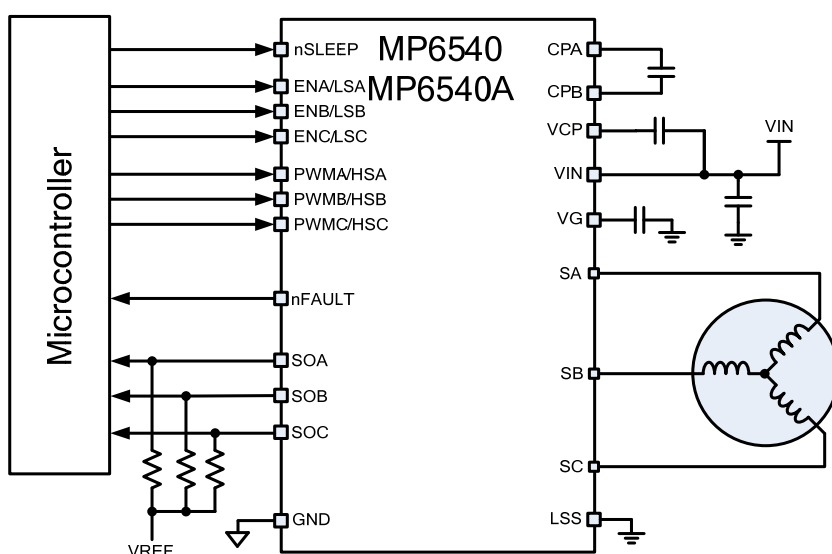 MP6540
MP6540A
Microcontroller
nSLEEP
ENA/LSA
ENB/LSB
ENC/LSC
PWMA/HSA
PWMB/HSB
PWMC/HSC
nFAULT
SOA
SOB
SOC
GND
VREF
CPA
CPB
VCP
VIN
VIN
VG
SA
SB
SC
LSS